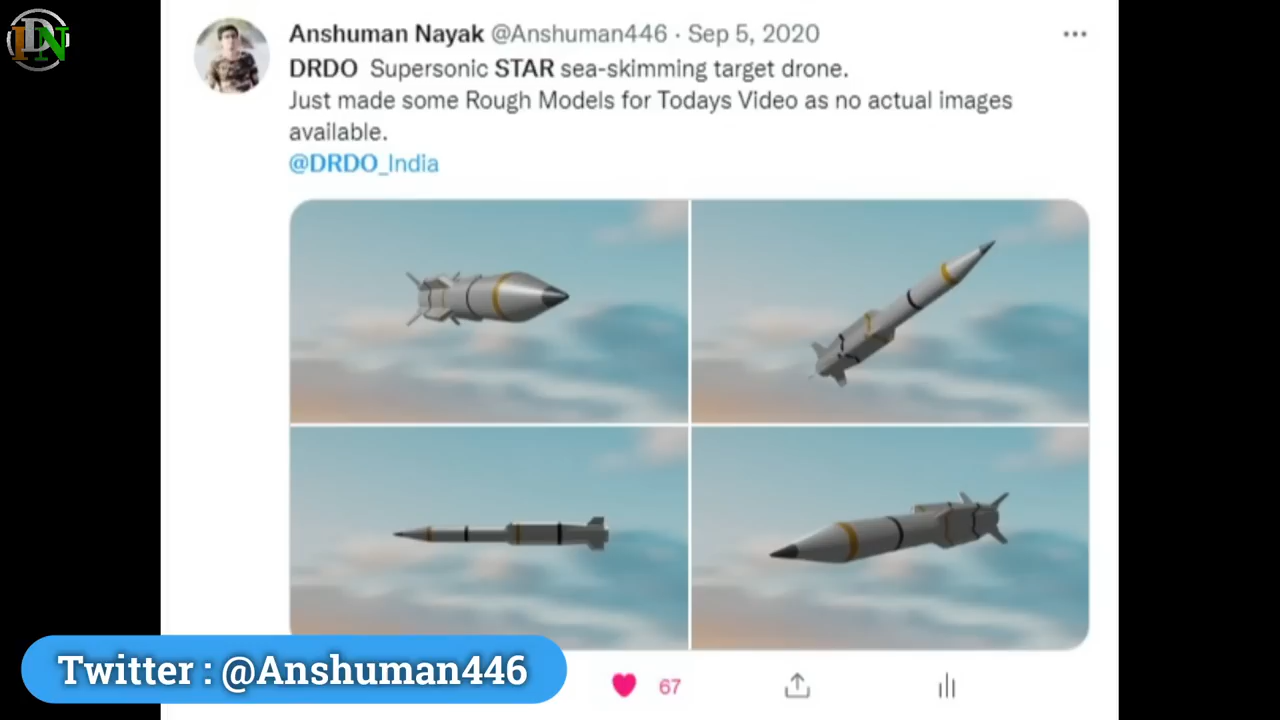 IDN
Anshuman Nayak @Anshuman446 · Sep 5, 2020
DRDO Supersonic STAR sea-skimming target drone.
Just made some Rough Models for Todays Video as no actual images
available.
@DRDO_India
67
Twitter : @Anshuman446